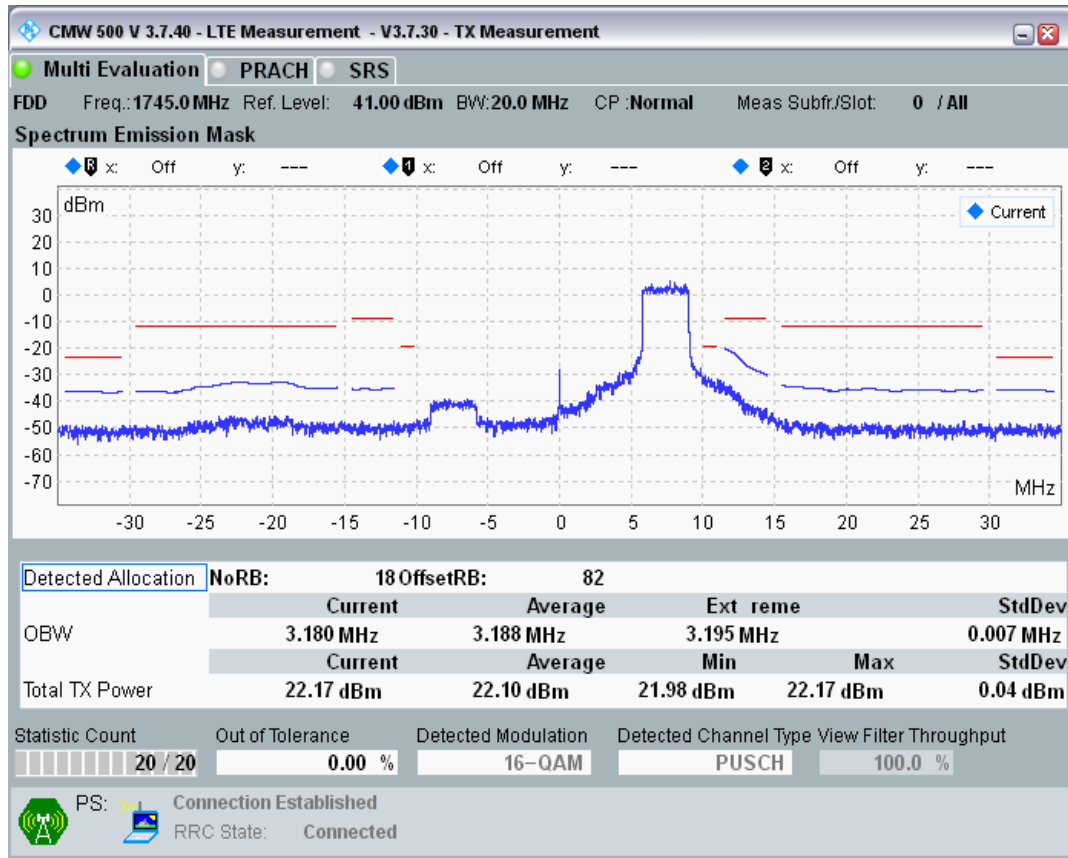 CMW 500 V 3.7.40 - LTE Measurement - V3.7.30 - TX Measurement
Multi Evaluation PRACH SRS
FDD Freq.:1745.0 MHz Ref. Level: 41.00 dBm BW:20.0 MHz CP :Normal Meas Subfr./Slot: 0 / All
Spectrum Emission Mask
R x: Off y: --- 1 x: Off y: --- 2 x: Off y: ---
dBm
Current
30
20
10
0
-10
-20
-30
-40
-50
-60
-70
MHz
-30 -25 -20 -15 -10 -5 0 5 10 15 20 25 30
Detected Allocation NoRB: 18 OffsetRB: 82
Current Average Ext reme StdDev
OBW 3.180 MHz 3.188 MHz 3.195 MHz 0.007 MHz
Current Average Min Max StdDev
Total TX Power 22.17 dBm 22.10 dBm 21.98 dBm 22.17 dBm 0.04 dBm
Statistic Count Out of Tolerance Detected Modulation Detected Channel Type View Filter Throughput
20 / 20 0.00 % 16-QAM PUSCH 100.0 %
PS: Connection Established
RRC State: Connected